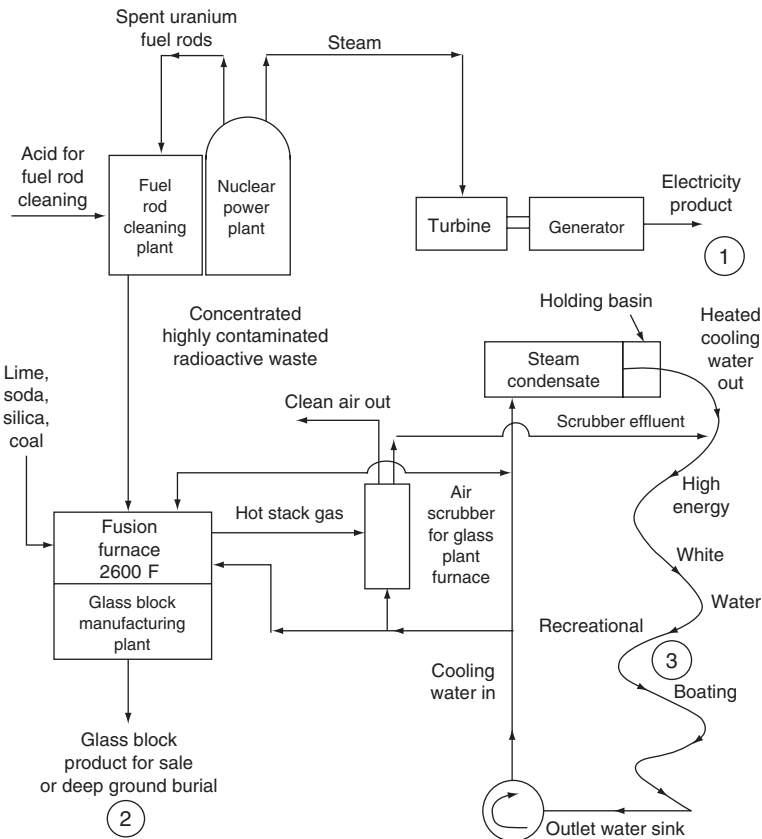 Spent uranium
fuel rods
Steam
Acid for
fuel rod
cleaning
Fuel
rod
cleaning
plant
Nuclear
power
plant
Turbine
Generator
Electricity
product
1
Concentrated
highly contaminated
radioactive waste
Holding basin
Heated
cooling
water
out
Steam
condensate
Lime,
soda,
silica,
coal
Clean air out
Scrubber effluent
Hot stack gas
Air
scrubber
for glass
plant
furnace
High
energy
Fusion
furnace
2600 F
White
Glass block
manufacturing
plant
Water
Recreational
3
Cooling
water in
Boating
Glass block
product for sale
or deep ground burial
2
Outlet water sink